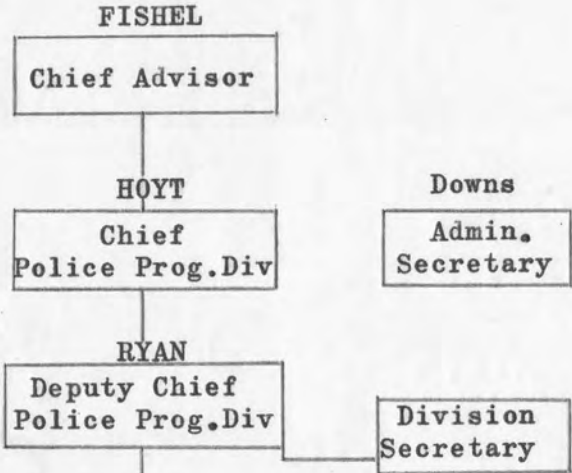 FISHEL
Chief Advisor
HOYT
Chief
Police Prog.Div
Downs
Admin.
Secretary
RYAN
Deputy Chief
Police Prog.Div
Division
Secretary